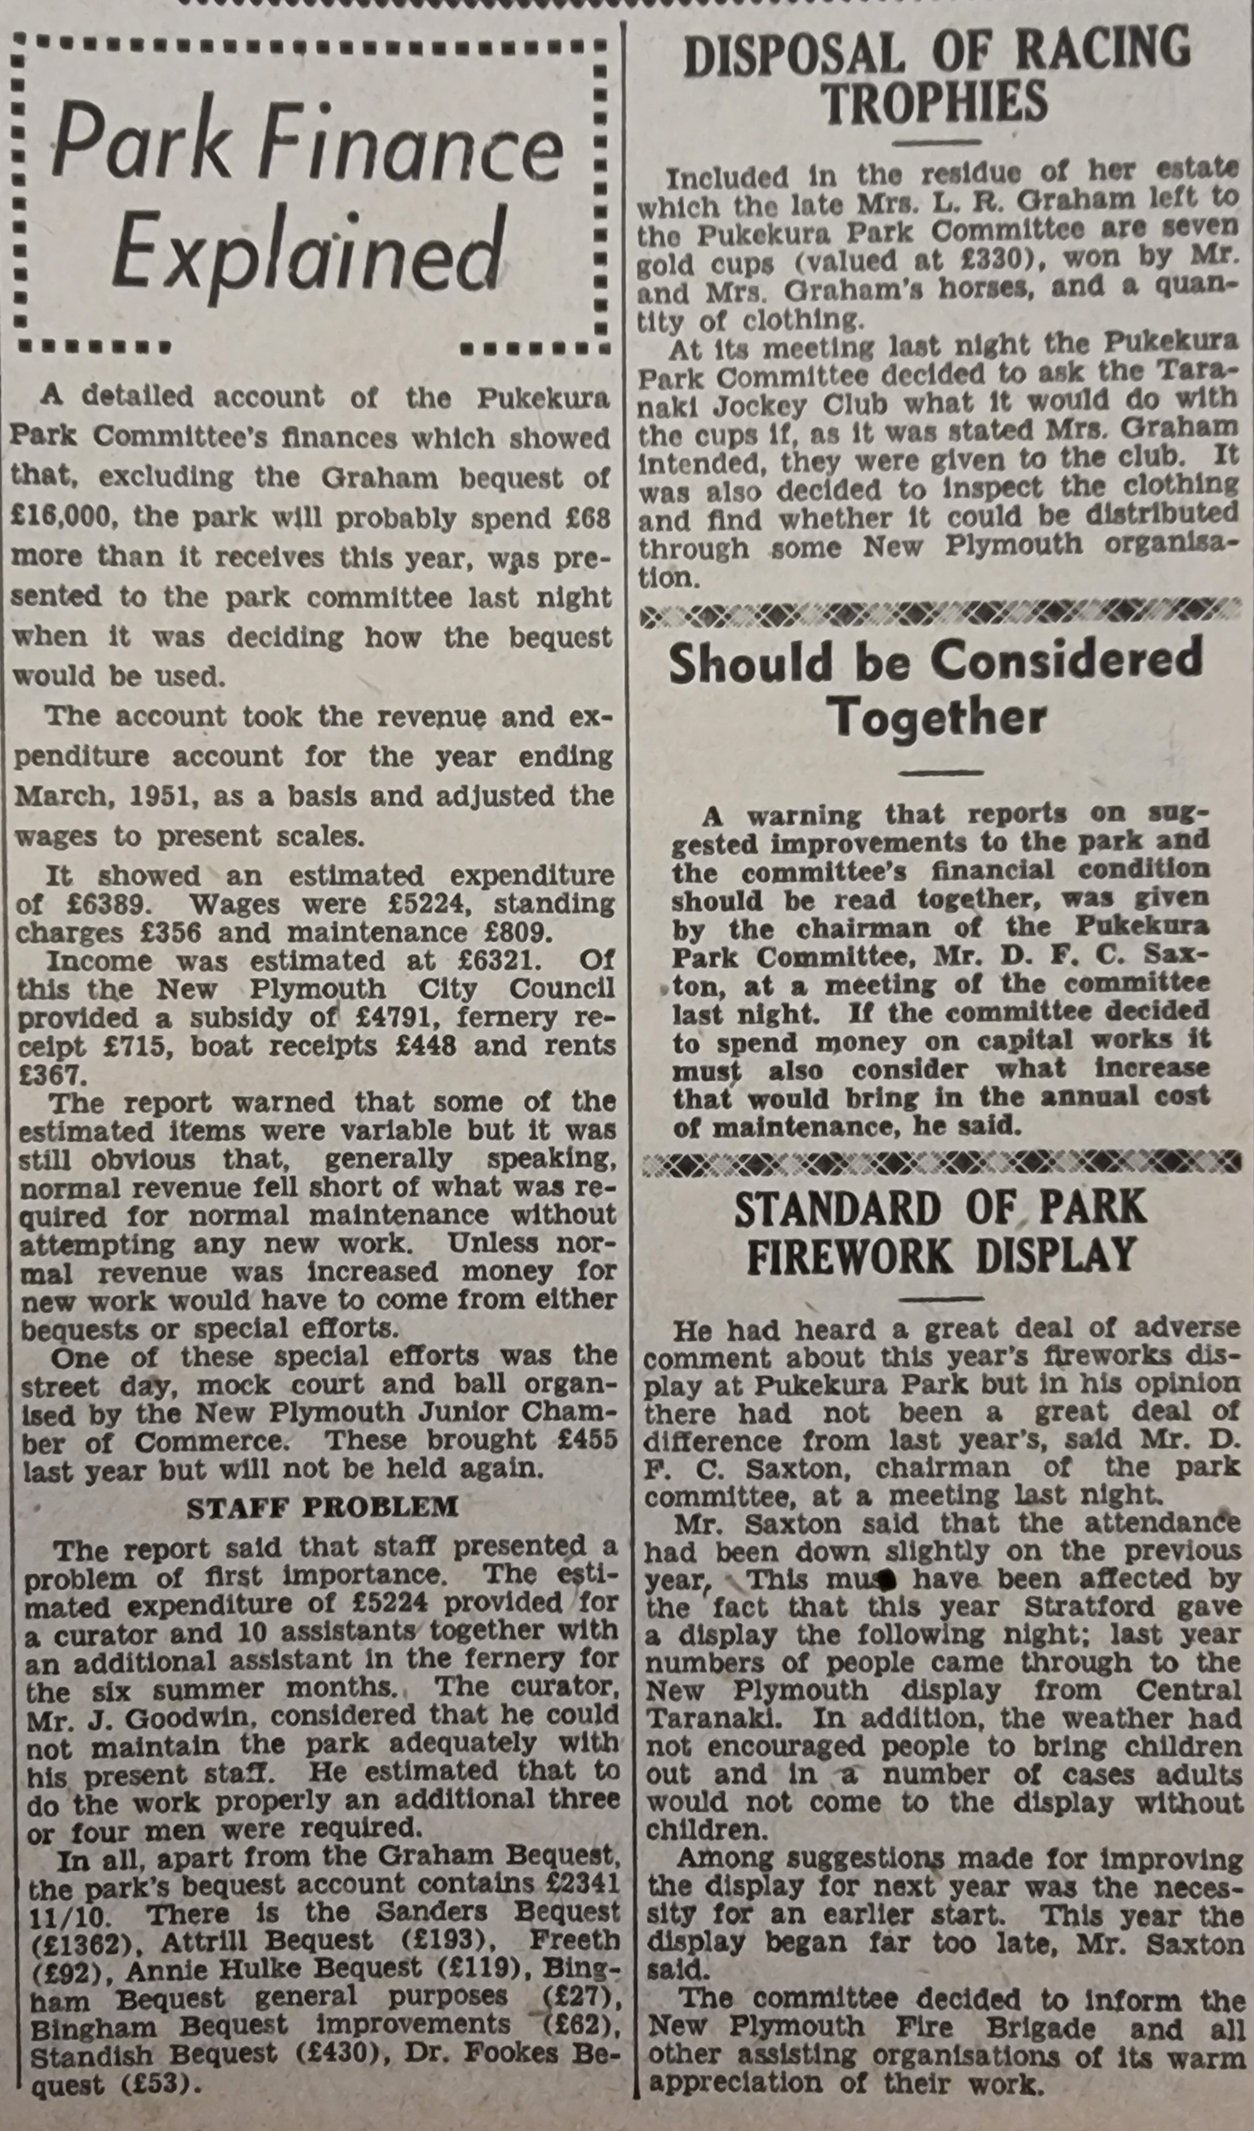 Park Finance
Explained
A detailed account of the Pukekura
Park Committee's finances which showed
that, excluding the Graham bequest of
£16,000, the park will probably spend £68
more than it receives this year, was pre-
sented to the park committee last night
when it was deciding how the bequest
would be used.
The account took the revenue and ex-
penditure account for the year ending
March, 1951, as a basis and adjusted the
wages to present scales.
It showed an estimated expenditure
of £6389. Wages were £5224, standing
charges £356 and maintenance £809.
Income was estimated at £6321. Of
this the New Plymouth City Council
provided a subsidy of £4791, fernery re-
ceipt £715, boat receipts £448 and rents
£367.
The report warned that some of the
estimated items were variable but it was
still obvious that, generally speaking,
normal revenue fell short of what was re-
quired for normal maintenance without
attempting any new work. Unless nor-
mal revenue was increased money for
new work would have to come from either
bequests or special efforts.
One of these special efforts was the
street day, mock court and ball organ-
ised by the New Plymouth Junior Cham-
ber of Commerce. These brought £455
last year but will not be held again.
STAFF PROBLEM
The report said that staff presented a
problem of first importance. The esti-
mated expenditure of £5224 provided for
a curator and 10 assistants together with
an additional assistant in the fernery for
the six summer months. The curator,
Mr. J. Goodwin, considered that he could
not maintain the park adequately with
his present staff. He estimated that to
do the work properly an additional three
or four men were required.
In all, apart from the Graham Bequest,
the park's bequest account contains £2341
11/10. There is the Sanders Bequest
(£1362), Attrill Bequest (£193), Freeth
(£92), Annie Hulke Bequest (£119), Bing-
ham Bequest general purposes (£27),
Bingham Bequest improvements (£62),
Standish Bequest (£430), Dr. Fookes Be-
quest (£53).
DISPOSAL OF RACING
TROPHIES
Included in the residue of her estate
which the late Mrs. L. R. Graham left to
the Pukekura Park Committee are seven
gold cups (valued at £330), won by Mr.
and Mrs. Graham's horses, and a quan-
tity of clothing.
At its meeting last night the Pukekura
Park Committee decided to ask the Tara-
naki Jockey Club what it would do with
the cups if, as it was stated Mrs. Graham
intended, they were given to the club. It
was also decided to inspect the clothing
and find whether it could be distributed
through some New Plymouth organisa-
tion.
Should be Considered
Together
A warning that reports on sug-
gested improvements to the park and
the committee's financial condition
should be read together, was given
by the chairman of the Pukekura
Park Committee, Mr. D. F. C. Sax-
ton, at a meeting of the committee
last night. If the committee decided
to spend money on capital works it
must also consider what increase
that would bring in the annual cost
of maintenance, he said.
STANDARD OF PARK
FIREWORK DISPLAY
He had heard a great deal of adverse
comment about this year's fireworks dis-
play at Pukekura Park but in his opinion
there had not been a great deal of
difference from last year's, said Mr. D.
F. C. Saxton, chairman of the park
committee, at a meeting last night.
Mr. Saxton said that the attendance
had been down slightly on the previous
year, This must have been affected by
the fact that this year Stratford gave
a display the following night; last year
numbers of people came through to the
New Plymouth display from Central
Taranaki. In addition, the weather had
not encouraged people to bring children
out and in a number of cases adults
would not come to the display without
children.
Among suggestions made for improving
the display for next year was the neces-
sity for an earlier start. This year the
display began far too late, Mr. Saxton
said.
The committee decided to inform the
New Plymouth Fire Brigade and all
other assisting organisations of its warm
appreciation of their work.